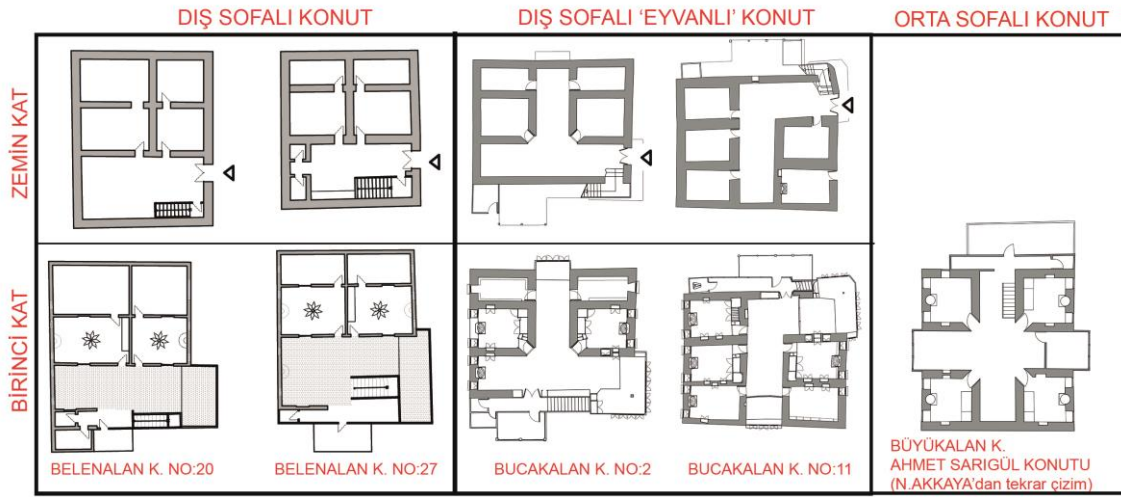 DIŞ SOFALI KONUT
DIŞ SOFALI ‘EYVANLI’ KONUT
ORTA SOFALI KONUT
ZEMİN KAT
BİRİNCİ KAT
BELENALAN K. NO:20
BELENALAN K. NO:27
BUCAKALAN K. NO:2
BUCAKALAN K. NO:11
BÜYÜKALAN K.
AHMET SARIGÜL KONUTU
(N.AKKAYA'dan tekrar çizim)